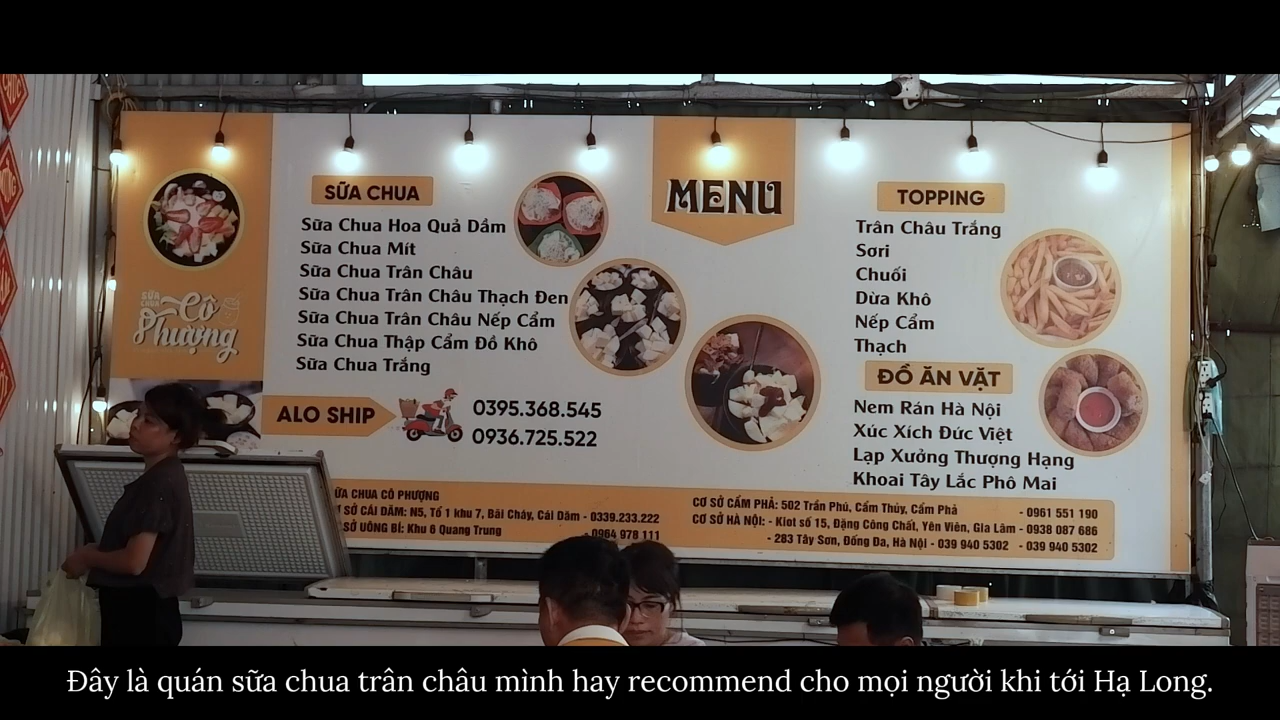 SỮA CHUA
Cô
Phượng
SỮA CHUA
Sữa Chua Hoa Quả Dầm
Sữa Chua Mít
Sữa Chua Trân Châu
Sữa Chua Trân Châu Thạch Đen
Sữa Chua Trân Châu Nếp Cẩm
Sữa Chua Thập Cẩm Đồ Khô
Sữa Chua Trắng
ALO SHIP
0395.368.545
0936.725.522
MENU
TOPPING
Trân Châu Trắng
Sơri
Chuối
Dừa Khô
Nếp Cẩm
Thạch
ĐỒ ĂN VẶT
Nem Rán Hà Nội
Xúc Xích Đức Việt
Lạp Xưởng Thượng Hạng
Khoai Tây Lắc Phô Mai
ỮA CHUA CÔ PHƯỢNG
SỞ CÁI DĂM: N5, Tổ 1 khu 7, Bãi Cháy, Cái Dăm - 0339.233.222
SỞ UÔNG BÍ: Khu 6 Quang Trung - 0964 978 111
CƠ SỞ CẨM PHẢ: 502 Trần Phú, Cẩm Thủy, Cẩm Phả - 0961 551 190
CƠ SỞ HÀ NỘI: - Kiot số 15, Đặng Công Chất, Yên Viên, Gia Lâm - 0938 087 686
- 283 Tây Sơn, Đống Đa, Hà Nội - 039 940 5302 - 039 940 5302
Đây là quán sữa chua trân châu mình hay recommend cho mọi người khi tới Hạ Long.